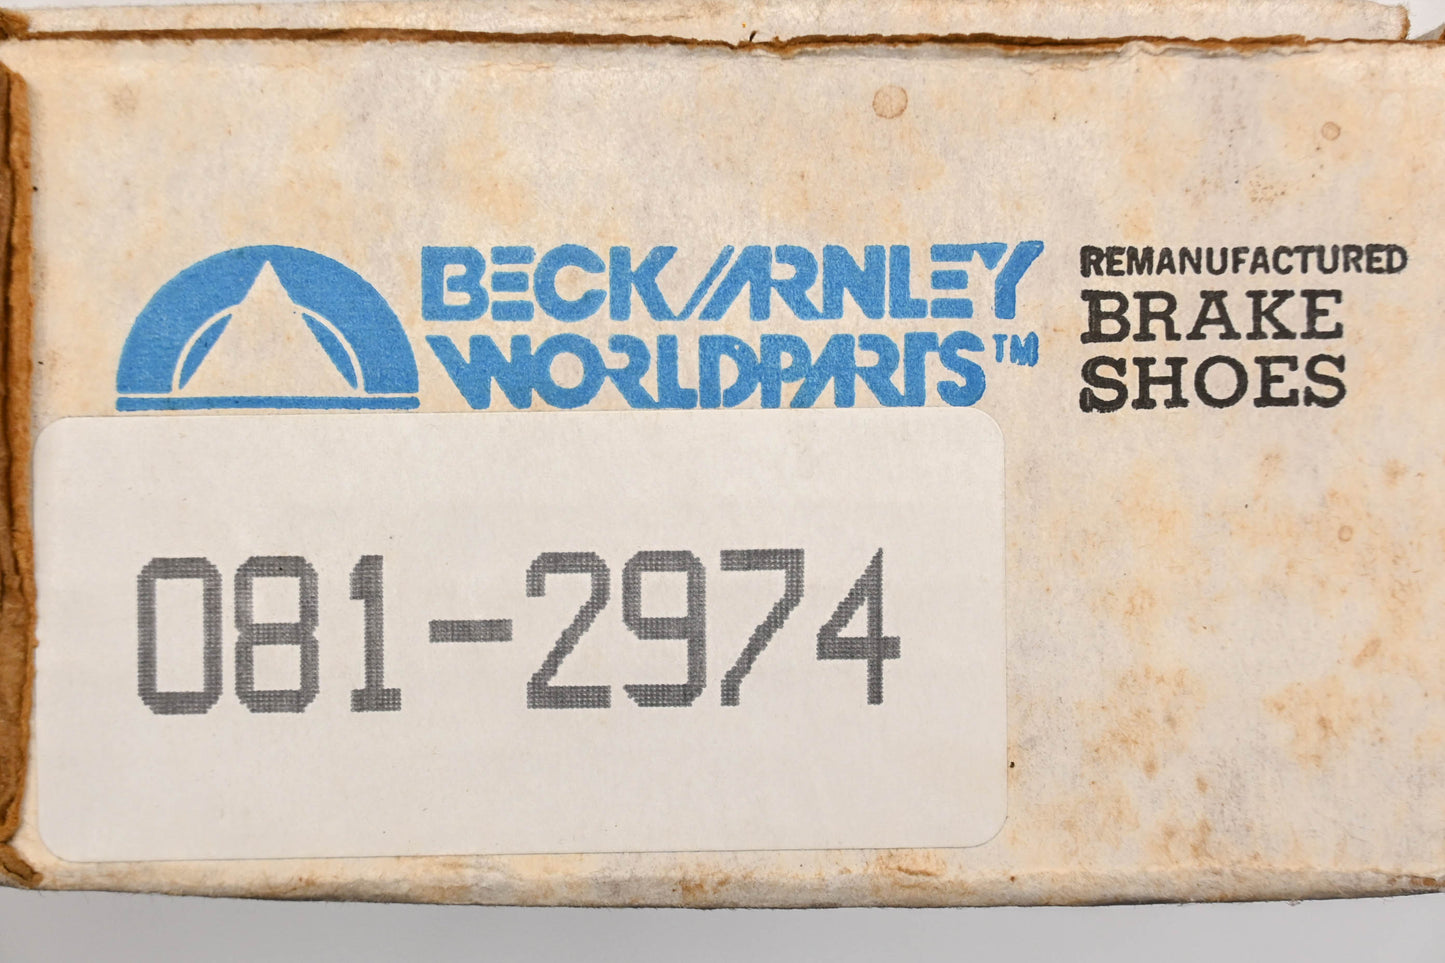 BECK/ARNLEY
WORLDPARTS™
REMANUFACTURED
BRAKE
SHOES
081-2974